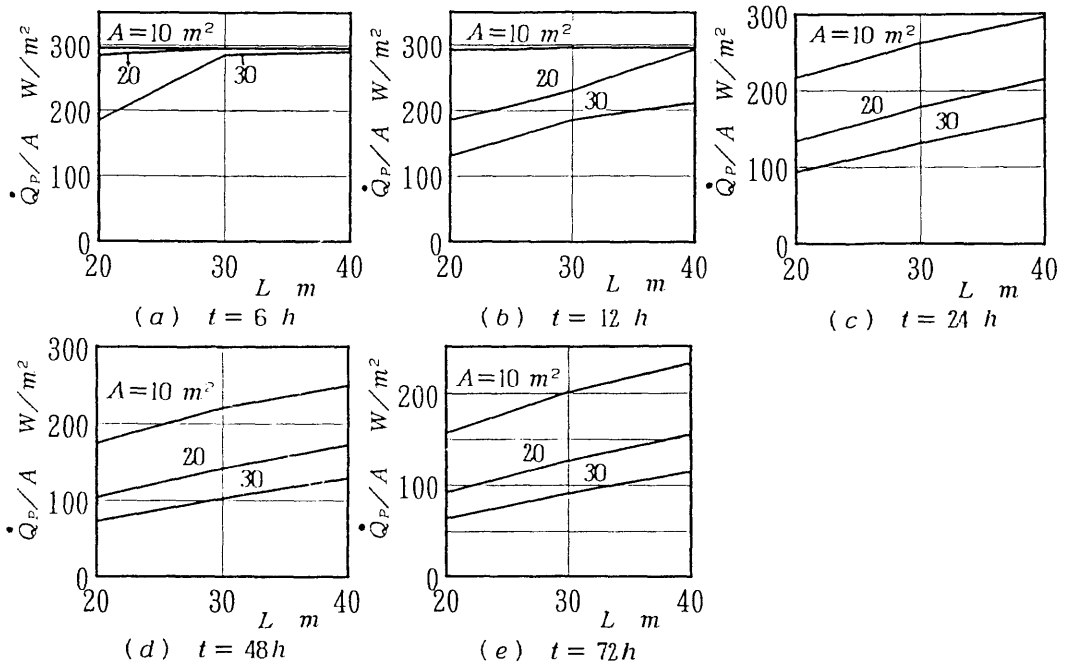 A=10 m²
20
30
300
200
100
0
Q̇P/A W/m²
20 30 40
L m
(a) t = 6 h
A=10 m²
20
30
300
200
100
0
Q̇P/A W/m²
20 30 40
L m
(b) t = 12 h
A=10 m²
20
30
300
200
100
0
Q̇P/A W/m²
20 30 40
L m
(c) t = 24 h
A=10 m²
20
30
300
200
100
0
Q̇P/A W/m²
20 30 40
L m
(d) t = 48h
A=10 m²
20
30
200
100
0
Q̇P/A W/m²
20 30 40
L m
(e) t = 72h